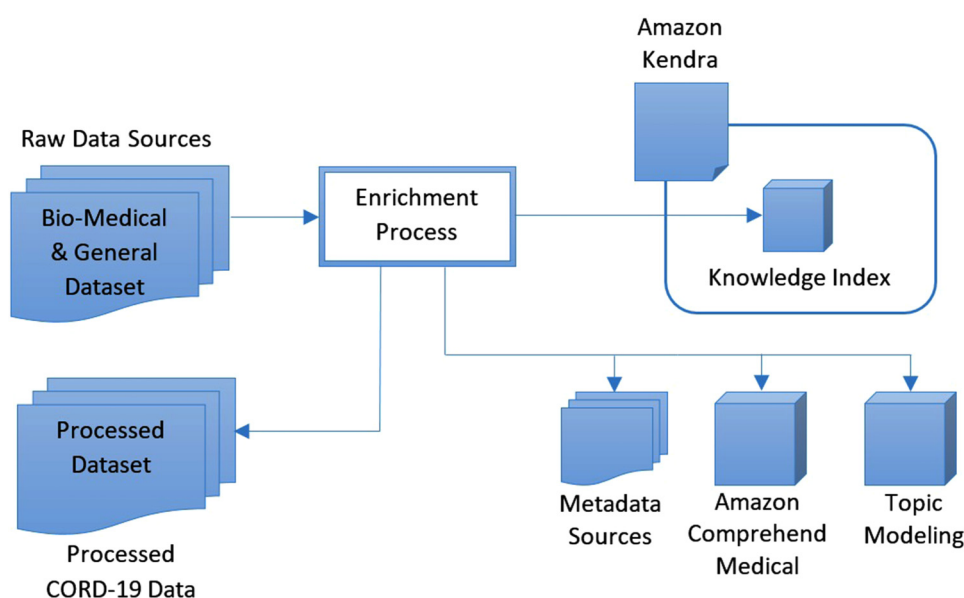 Amazon
Kendra
Raw Data Sources
Bio-Medical
& General
Dataset
Enrichment
Process
Knowledge Index
Processed
Dataset
Processed
CORD-19 Data
Metadata
Sources
Amazon
Comprehend
Medical
Topic
Modeling